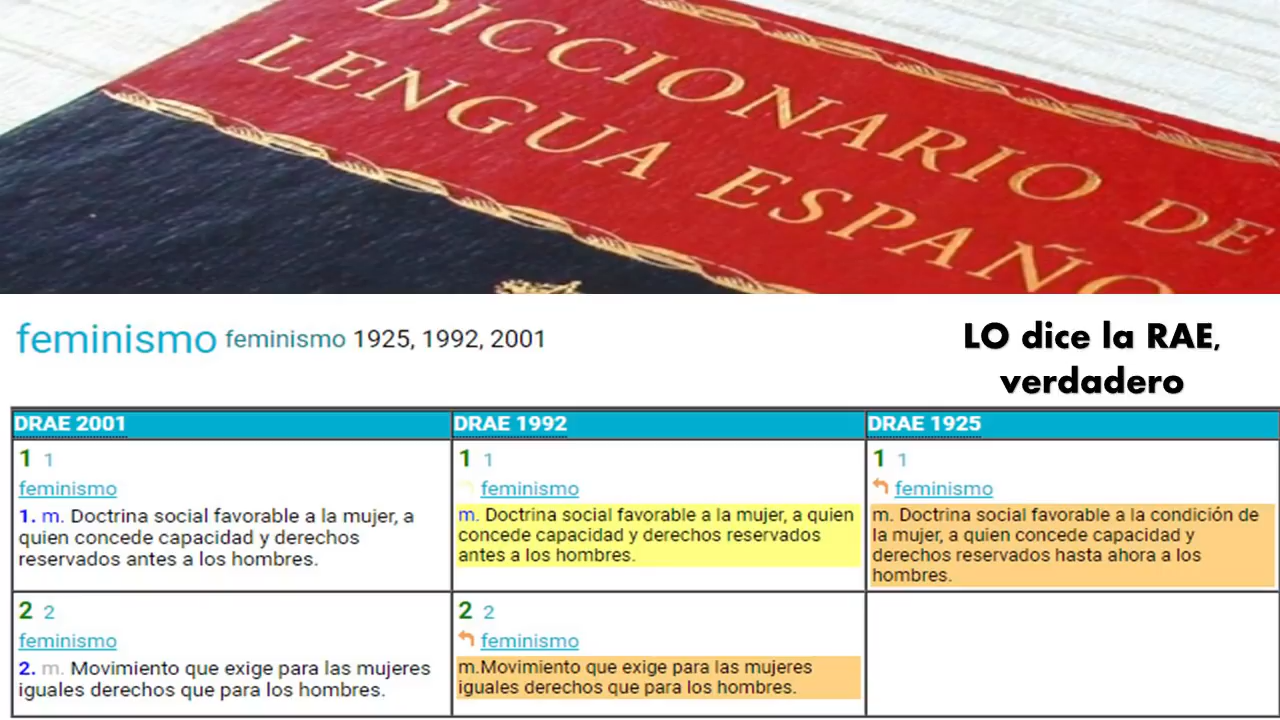 DICCIONARIO DE
LENGUA ESPAÑO
feminismo feminismo 1925, 1992, 2001
LO dice la RAE,
verdadero
DRAE 2001
1 1
feminismo
1. m. Doctrina social favorable a la mujer, a
quien concede capacidad y derechos
reservados antes a los hombres.
2 2
feminismo
2. m. Movimiento que exige para las mujeres
iguales derechos que para los hombres.
DRAE 1992
1 1
feminismo
m. Doctrina social favorable a la mujer, a quien
concede capacidad y derechos reservados
antes a los hombres.
2 2
feminismo
m.Movimiento que exige para las mujeres
iguales derechos que para los hombres.
DRAE 1925
1 1
feminismo
m. Doctrina social favorable a la condición de
la mujer, a quien concede capacidad y
derechos reservados hasta ahora a los
hombres.